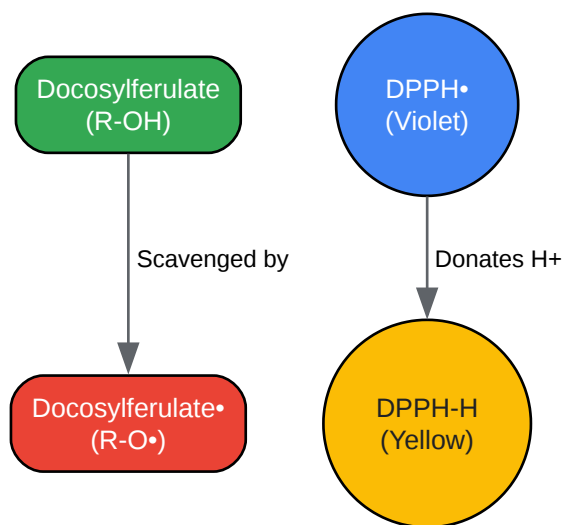 Docosylferulate
(R-OH)
DPPH•
(Violet)
Scavenged by
Donates H+
Docosylferulate•
(R-O•)
DPPH-H
(Yellow)